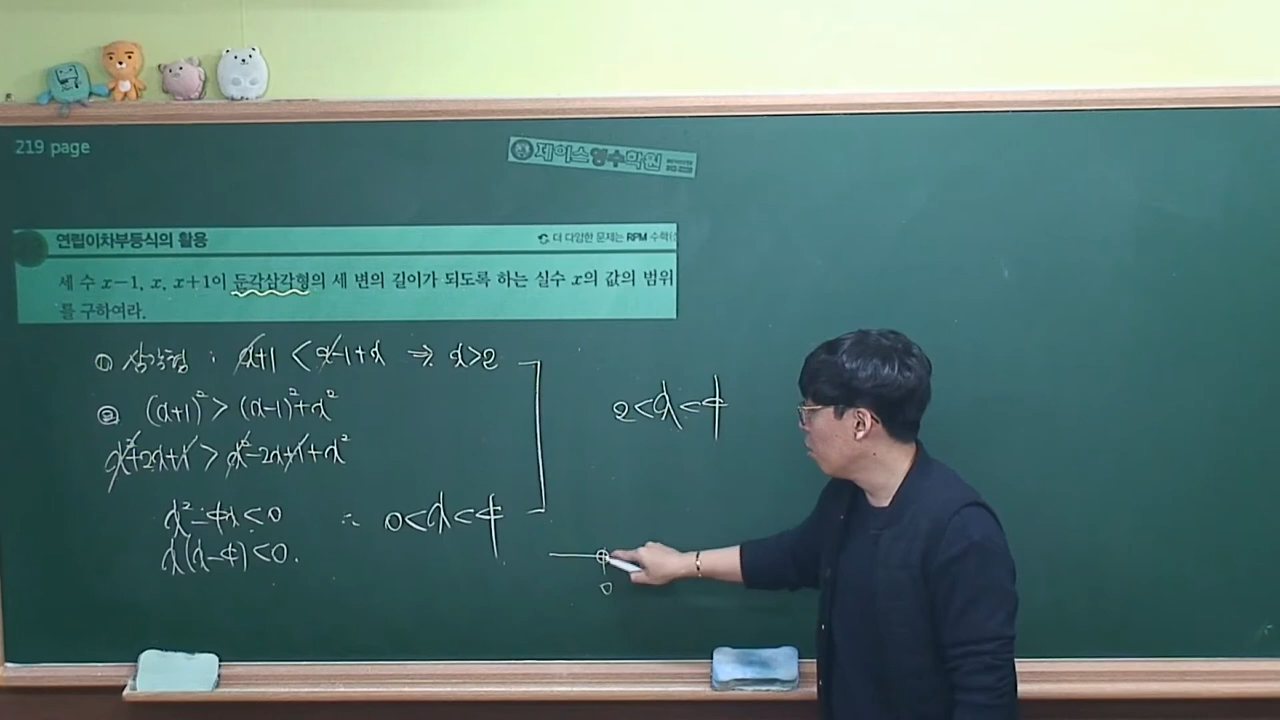 219 page
제이스영수학원
연립이차부등식의 활용
더 다양한 문제는 RPM 수학(
세 수 x−1, x, x+1이 둔각삼각형의 세 변의 길이가 되도록 하는 실수 x의 값의 범위
를 구하여라.
① 삼각형 : x+1 < x-1+x ⇒ x>2
② (x+1)² > (x-1)²+x²
x²+2x+1 > x²-2x+1+x²
x²-4x<0 ∴ 0<x<4
x(x-4)<0.
2<x<4
0